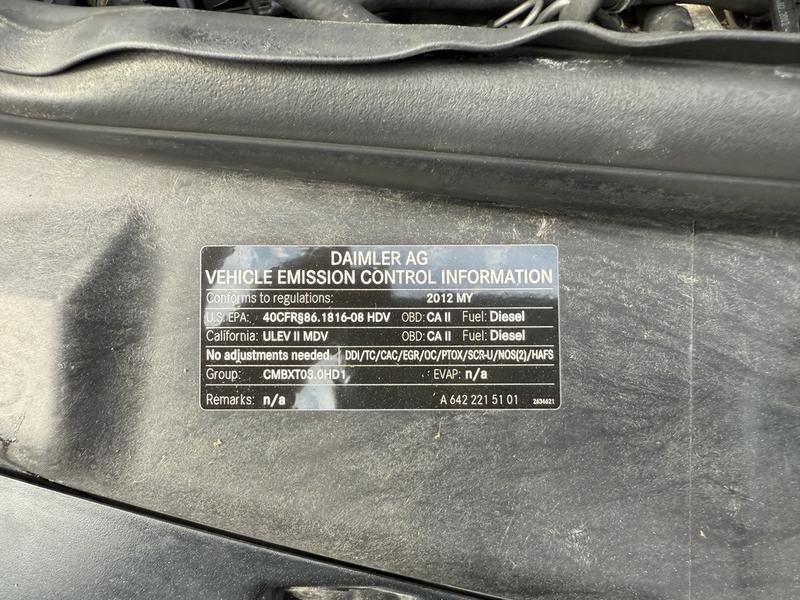 DAIMLER AG
VEHICLE EMISSION CONTROL INFORMATION
Conforms to regulations: 2012 MY
U.S. EPA: 40CFR§86.1816-08 HDV OBD: CA II Fuel: Diesel
California: ULEV II MDV OBD: CA II Fuel: Diesel
No adjustments needed. DDI/TC/CAC/EGR/OC/PTOX/SCR-U/NOS(2)/HAFS
Group: CMBXT03.0HD1 EVAP: n/a
Remarks: n/a A 642 221 51 01 2634621